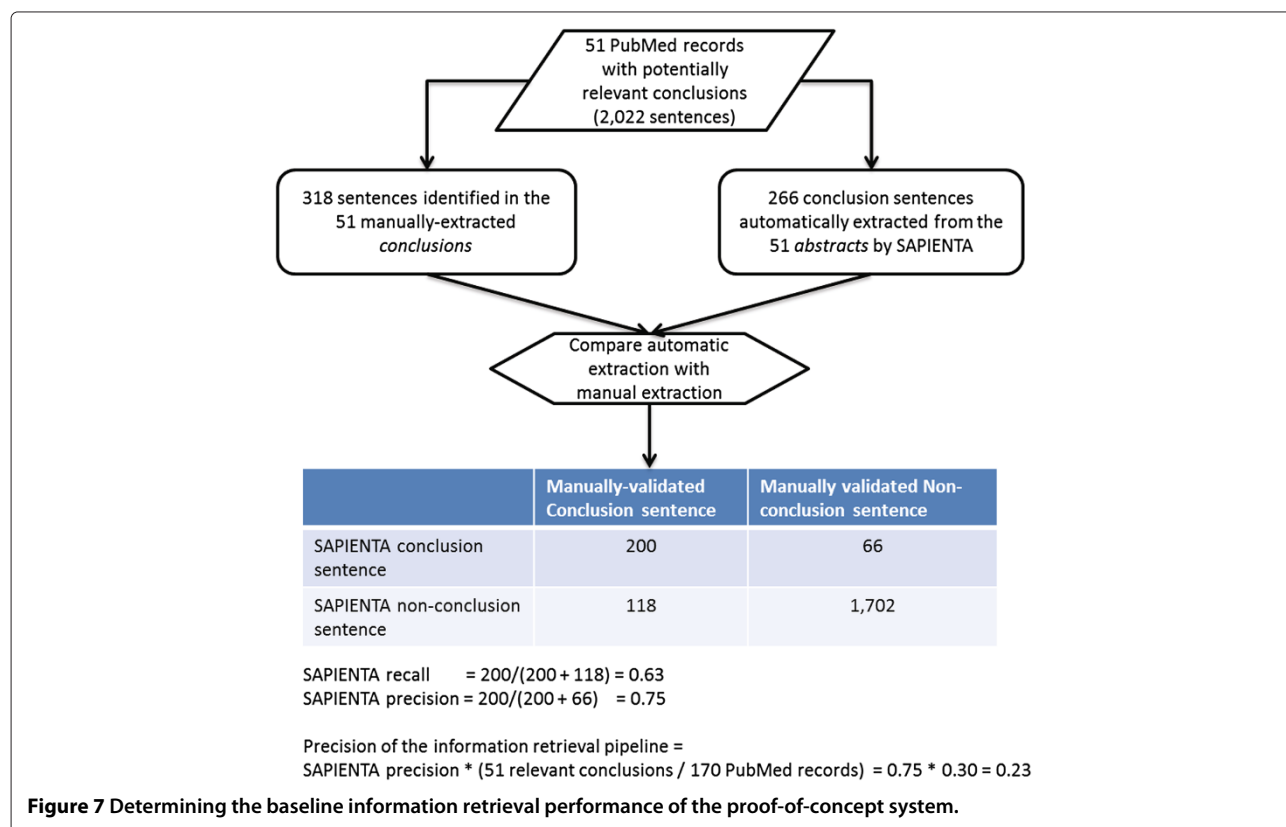 51 PubMed records
with potentially
relevant conclusions
(2,022 sentences)
318 sentences identified in the
51 manually-extracted
conclusions
266 conclusion sentences
automatically extracted from the
51 abstracts by SAPIENTA
Compare automatic
extraction with
manual extraction
Manually-validated
Conclusion sentence
Manually validated Non-
conclusion sentence
SAPIENTA conclusion
sentence
200
66
SAPIENTA non-conclusion
sentence
118
1,702
SAPIENTA recall = 200/(200 + 118) = 0.63
SAPIENTA precision = 200/(200 + 66) = 0.75
Precision of the information retrieval pipeline =
SAPIENTA precision * (51 relevant conclusions / 170 PubMed records) = 0.75 * 0.30 = 0.23
Figure 7 Determining the baseline information retrieval performance of the proof-of-concept system.